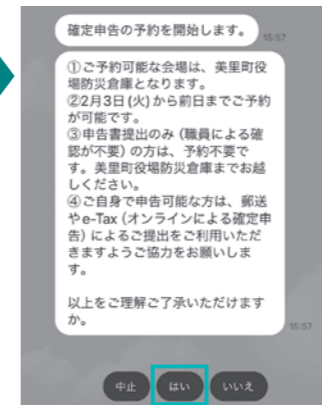 確定申告の予約を開始します。
15:57
①ご予約可能な会場は、美里町役
場防災倉庫となります。
②2月3日(火)から前日までご予約
が可能です。
③申告書提出のみ(職員による確
認が不要)の方は、予約不要で
す。美里町役場防災倉庫までお越
しください。
④ご自身で申告可能な方は、郵送
やe-Tax(オンラインによる確定申
告)によるご提出をご利用いただ
きますようご協力をお願いしま
す。
以上をご理解ご了承いただけます
か。
15:57
中止 はい いいえ